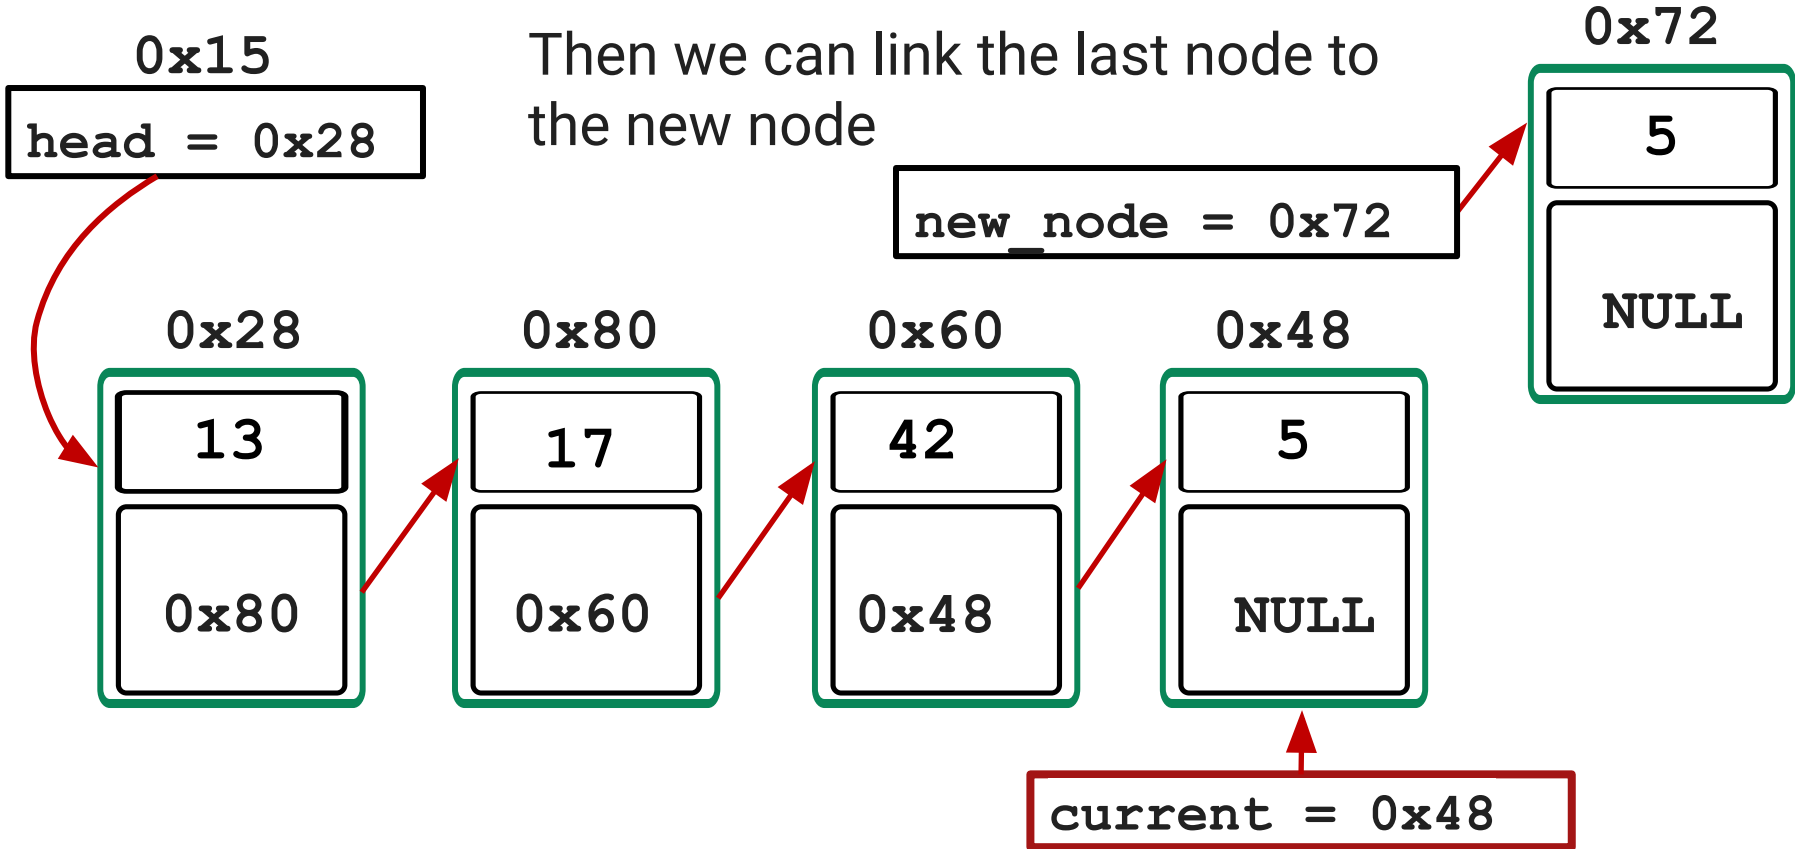 0x15
head = 0x28
Then we can link the last node to
the new node
new_node = 0x72
0x72
5
NULL
0x28
13
0x80
0x80
17
0x60
0x60
42
0x48
0x48
5
NULL
current = 0x48